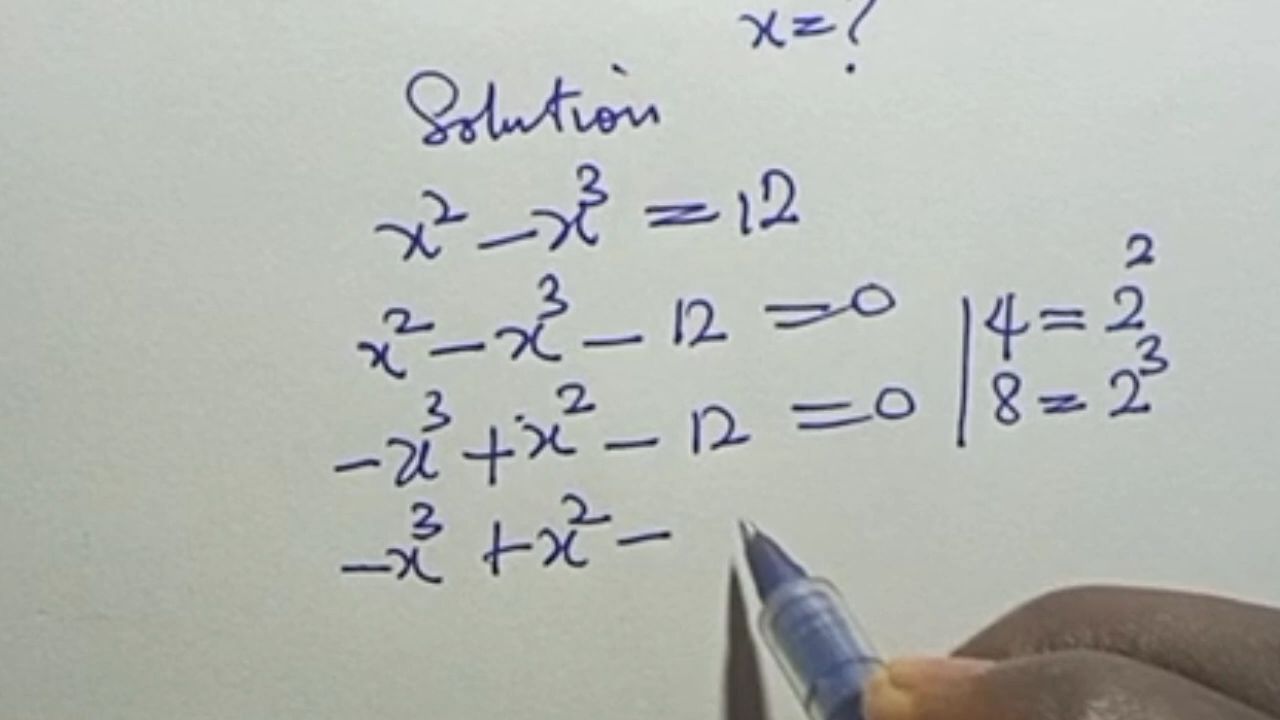 x=?
Solution
x² - x³ = 12
x² - x³ - 12 = 0 | 4 = 2²
-x³ + x² - 12 = 0 | 8 = 2³
-x³ + x² -